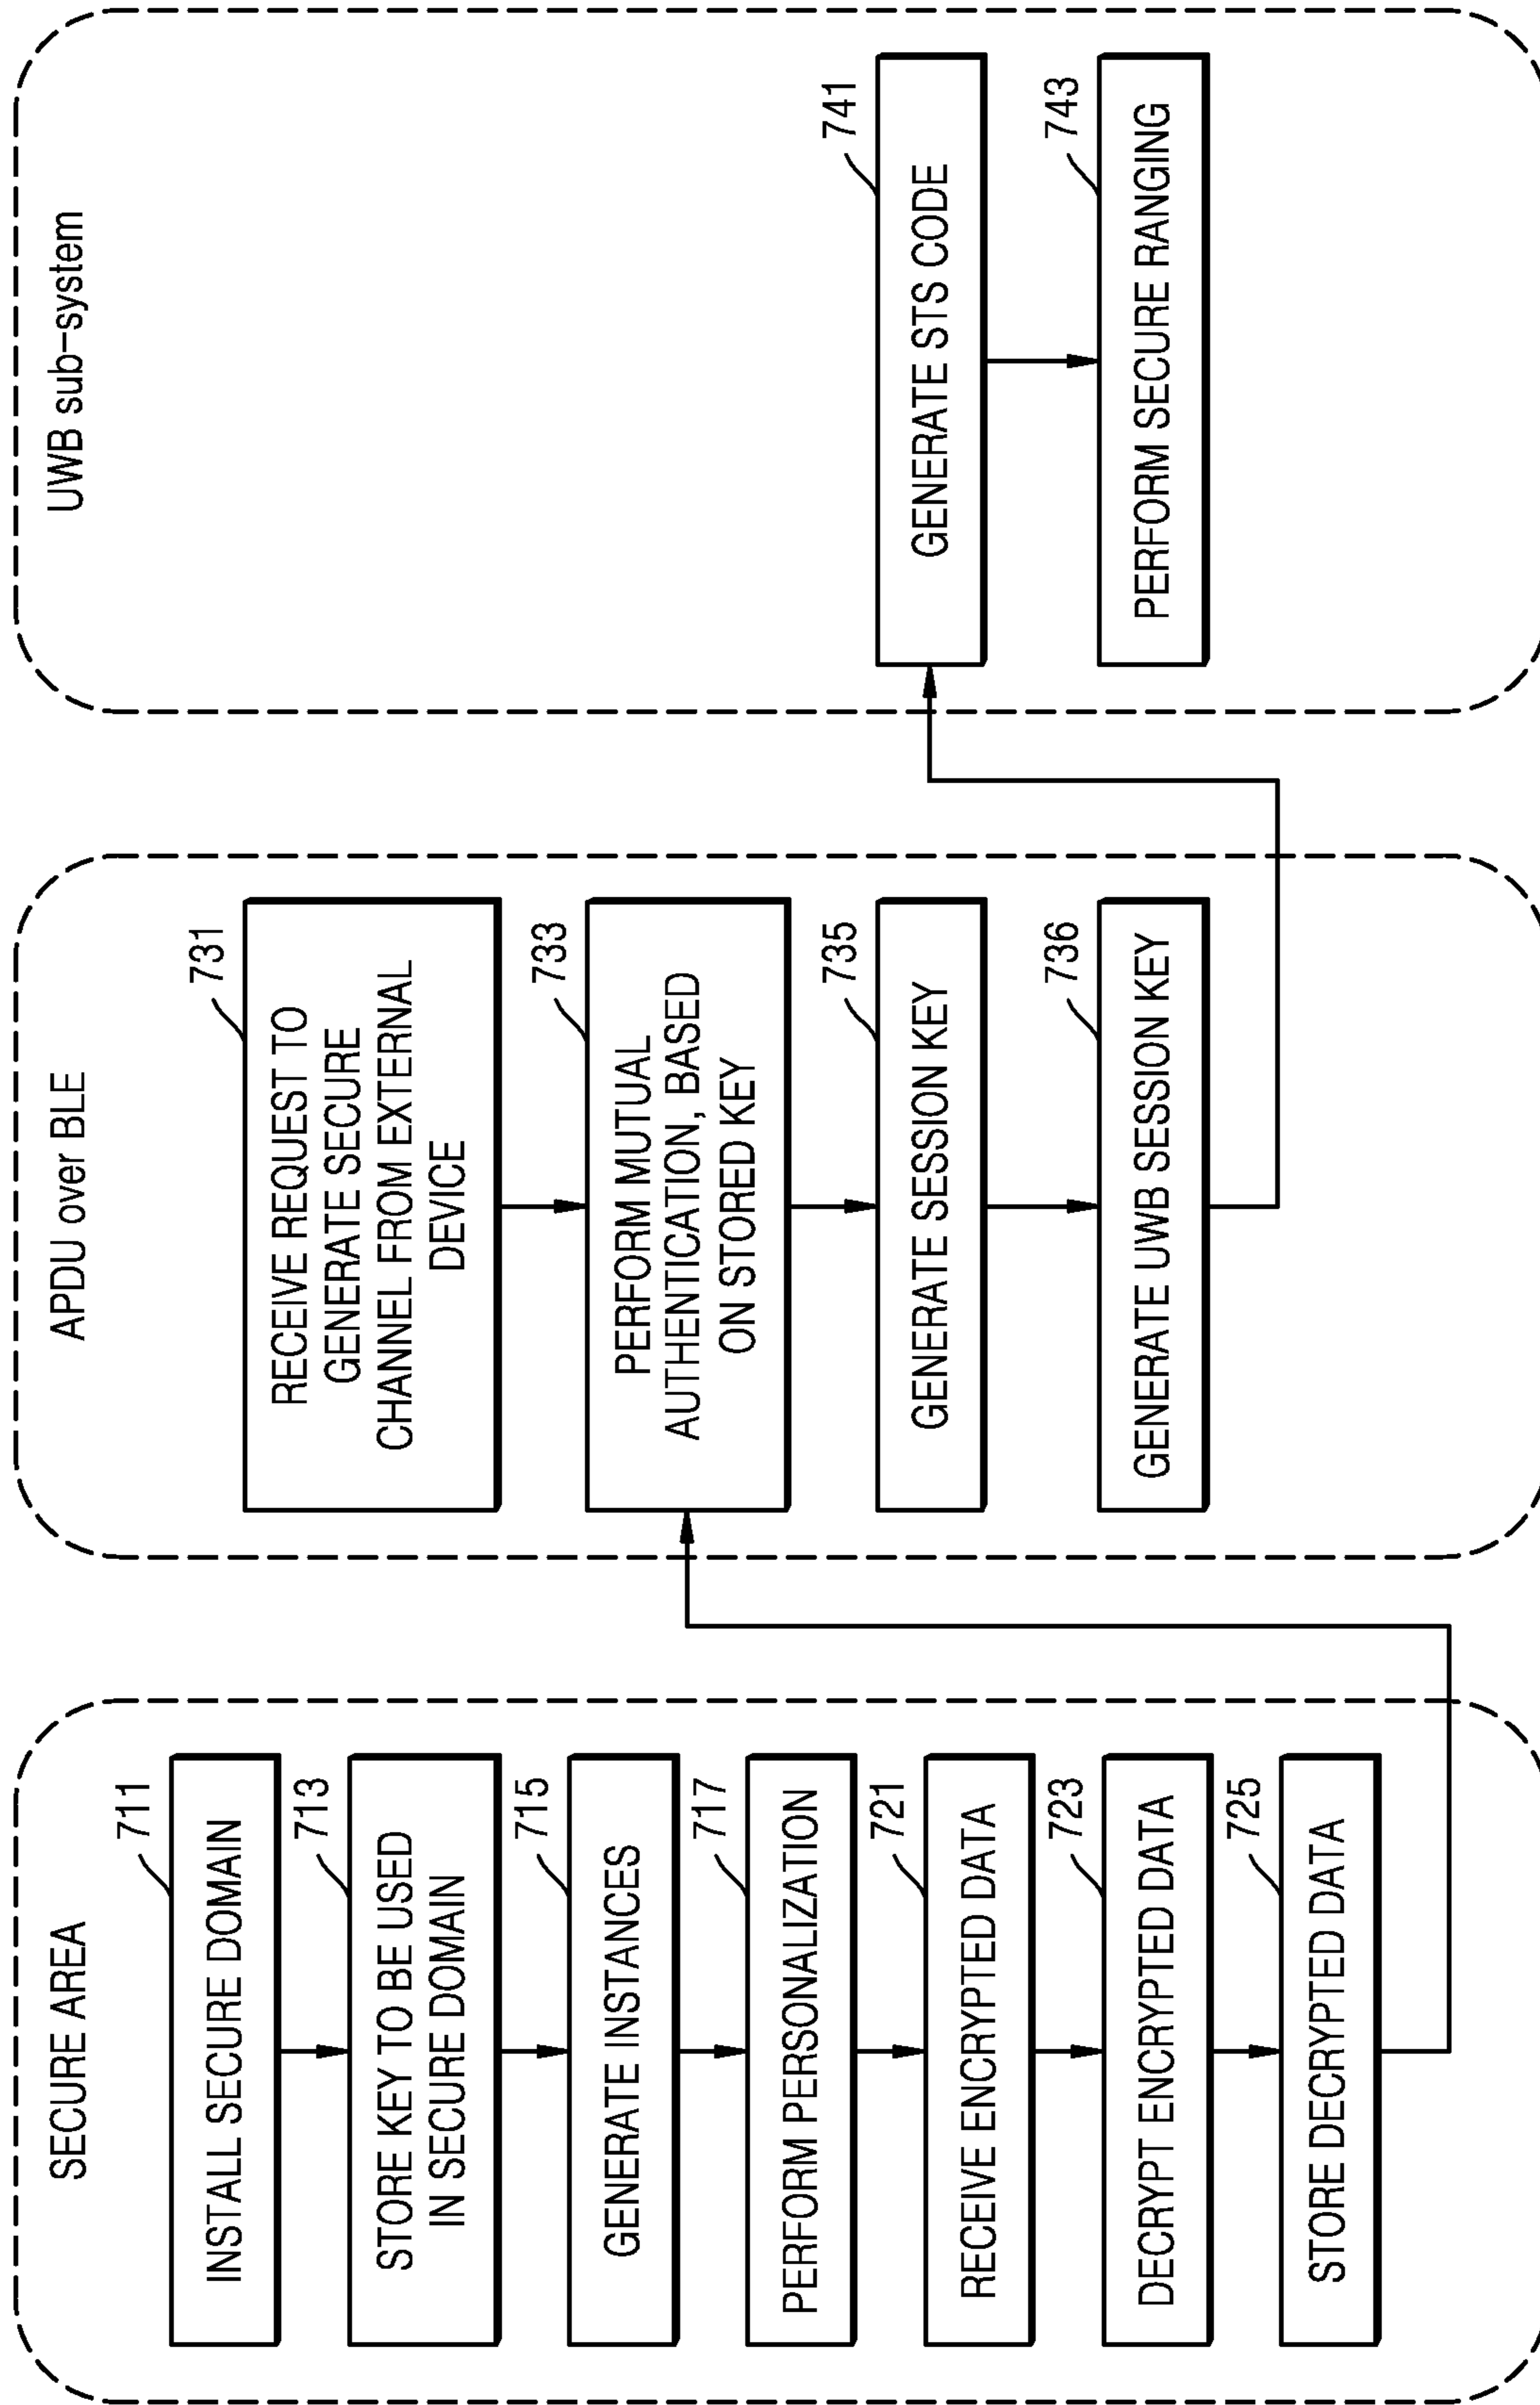 SECURE AREA
711
INSTALL SECURE DOMAIN
713
STORE KEY TO BE USED
IN SECURE DOMAIN
715
GENERATE INSTANCES
717
PERFORM PERSONALIZATION
721
RECEIVE ENCRYPTED DATA
723
DECRYPT ENCRYPTED DATA
725
STORE DECRYPTED DATA
APDU over BLE
731
RECEIVE REQUEST TO
GENERATE SECURE
CHANNEL FROM EXTERNAL
DEVICE
733
PERFORM MUTUAL
AUTHENTICATION, BASED
ON STORED KEY
735
GENERATE SESSION KEY
736
GENERATE UWB SESSION KEY
UWB sub-system
741
GENERATE STS CODE
743
PERFORM SECURE RANGING